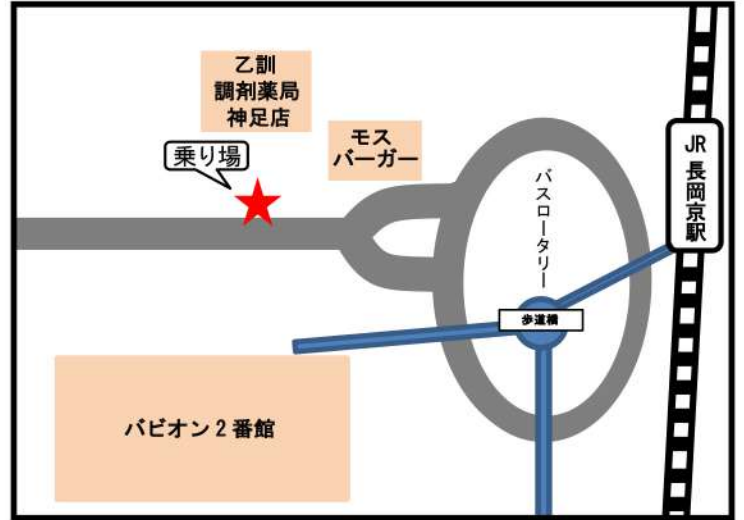 乙訓
調剤薬局
神足店
乗り場
モス
バーガー
バスロータリー
JR
長岡京駅
歩道橋
バビオン2番館